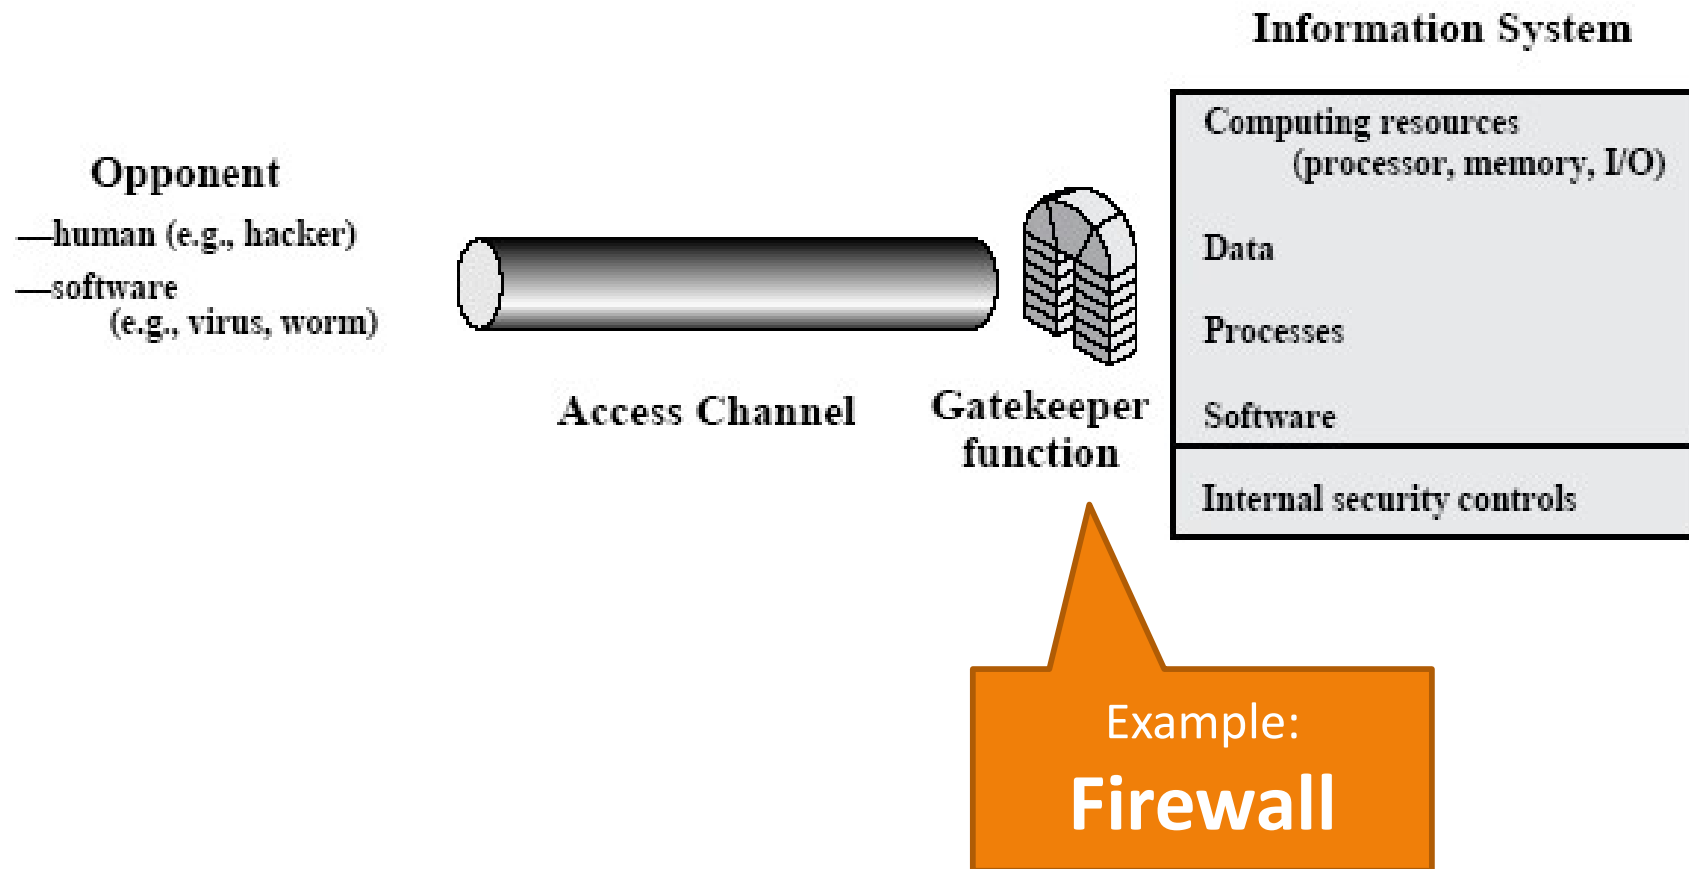 Information System
Opponent
—human (e.g., hacker)
—software
(e.g., virus, worm)
Access Channel
Gatekeeper
function
Computing resources
(processor, memory, I/O)
Data
Processes
Software
Internal security controls
Example:
Firewall